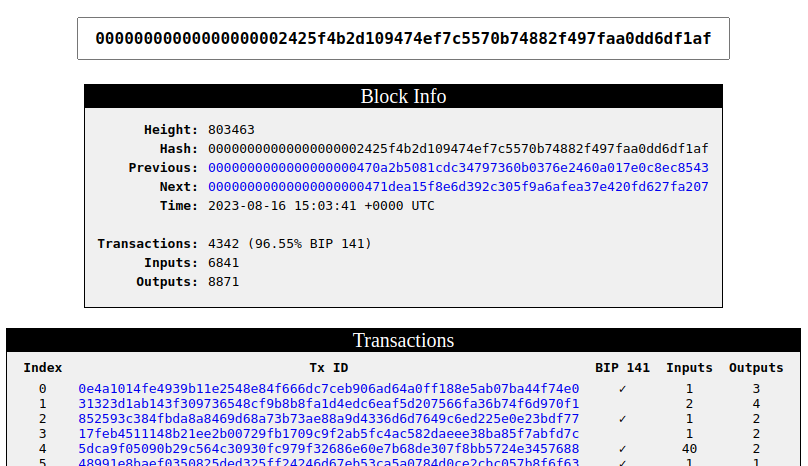 00000000000000000002425f4b2d109474ef7c5570b74882f497faa0dd6df1af
Block Info
Height: 803463
Hash: 00000000000000000002425f4b2d109474ef7c5570b74882f497faa0dd6df1af
Previous: 0000000000000000000470a2b5081cdc34797360b0376e2460a017e0c8ec8543
Next: 0000000000000000000471dea15f8e6d392c305f9a6afea37e420fd627fa207
Time: 2023-08-16 15:03:41 +0000 UTC
Transactions: 4342 (96.55% BIP 141)
Inputs: 6841
Outputs: 8871
Transactions
Index Tx ID BIP 141 Inputs Outputs
0 0e4a1014fe4939b11e2548e84f666dc7ceb906ad64a0ff188e5ab07ba44f74e0 ✓ 1 3
1 31323d1ab143f309736548cf9b8b8fa1d4edc6eaf5d207566fa36b74f6d970f1 2 4
2 852593c384fbda8a8469d68a73b73ae88a9d4336d6d7649c6ed225e0e23bdf77 ✓ 1 2
3 17feb4511148b21ee2b00729fb1709c9f2ab5fc4ac582daeee38ba85f7abfd7c 1 2
4 5dca9f05090b29c564c30930fc979f32686e60e7b68de307f8bb5724e3457688 ✓ 40 2
5 48991e8baef0350825ded325ff24246d67eb53ca5a0784d0ce2cbc057b8f6f63 ✓ 1 1